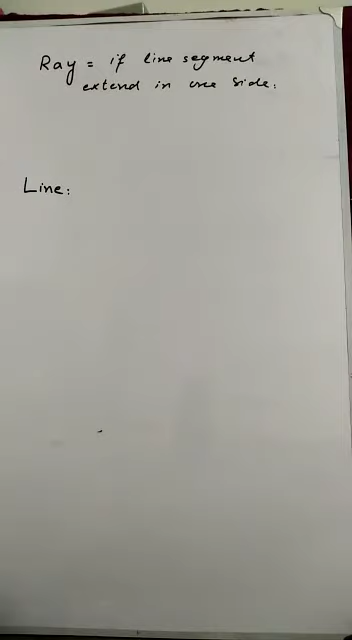 Ray = if line segment
extend in one side.
Line: